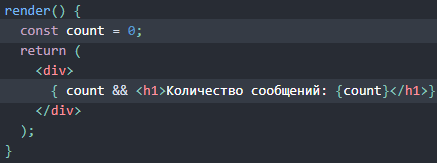 render() {
  const count = 0;
  return (
    <div>
      { count && <h1>Количество сообщений: {count}</h1>}
    </div>
  );
}